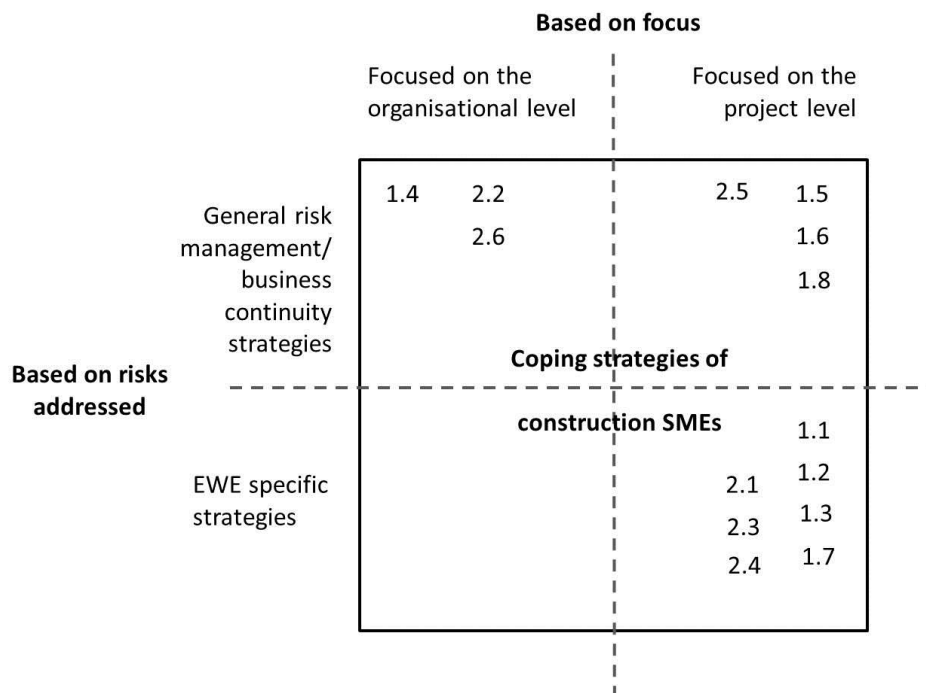 Based on focus
Focused on the
organisational level
Focused on the
project level
General risk
management/
business
continuity
strategies
1.4 2.2
2.6
2.5 1.5
1.6
1.8
Based on risks
addressed
Coping strategies of
construction SMEs
EWE specific
strategies
1.1
1.2
2.1
1.3
2.3
1.7
2.4